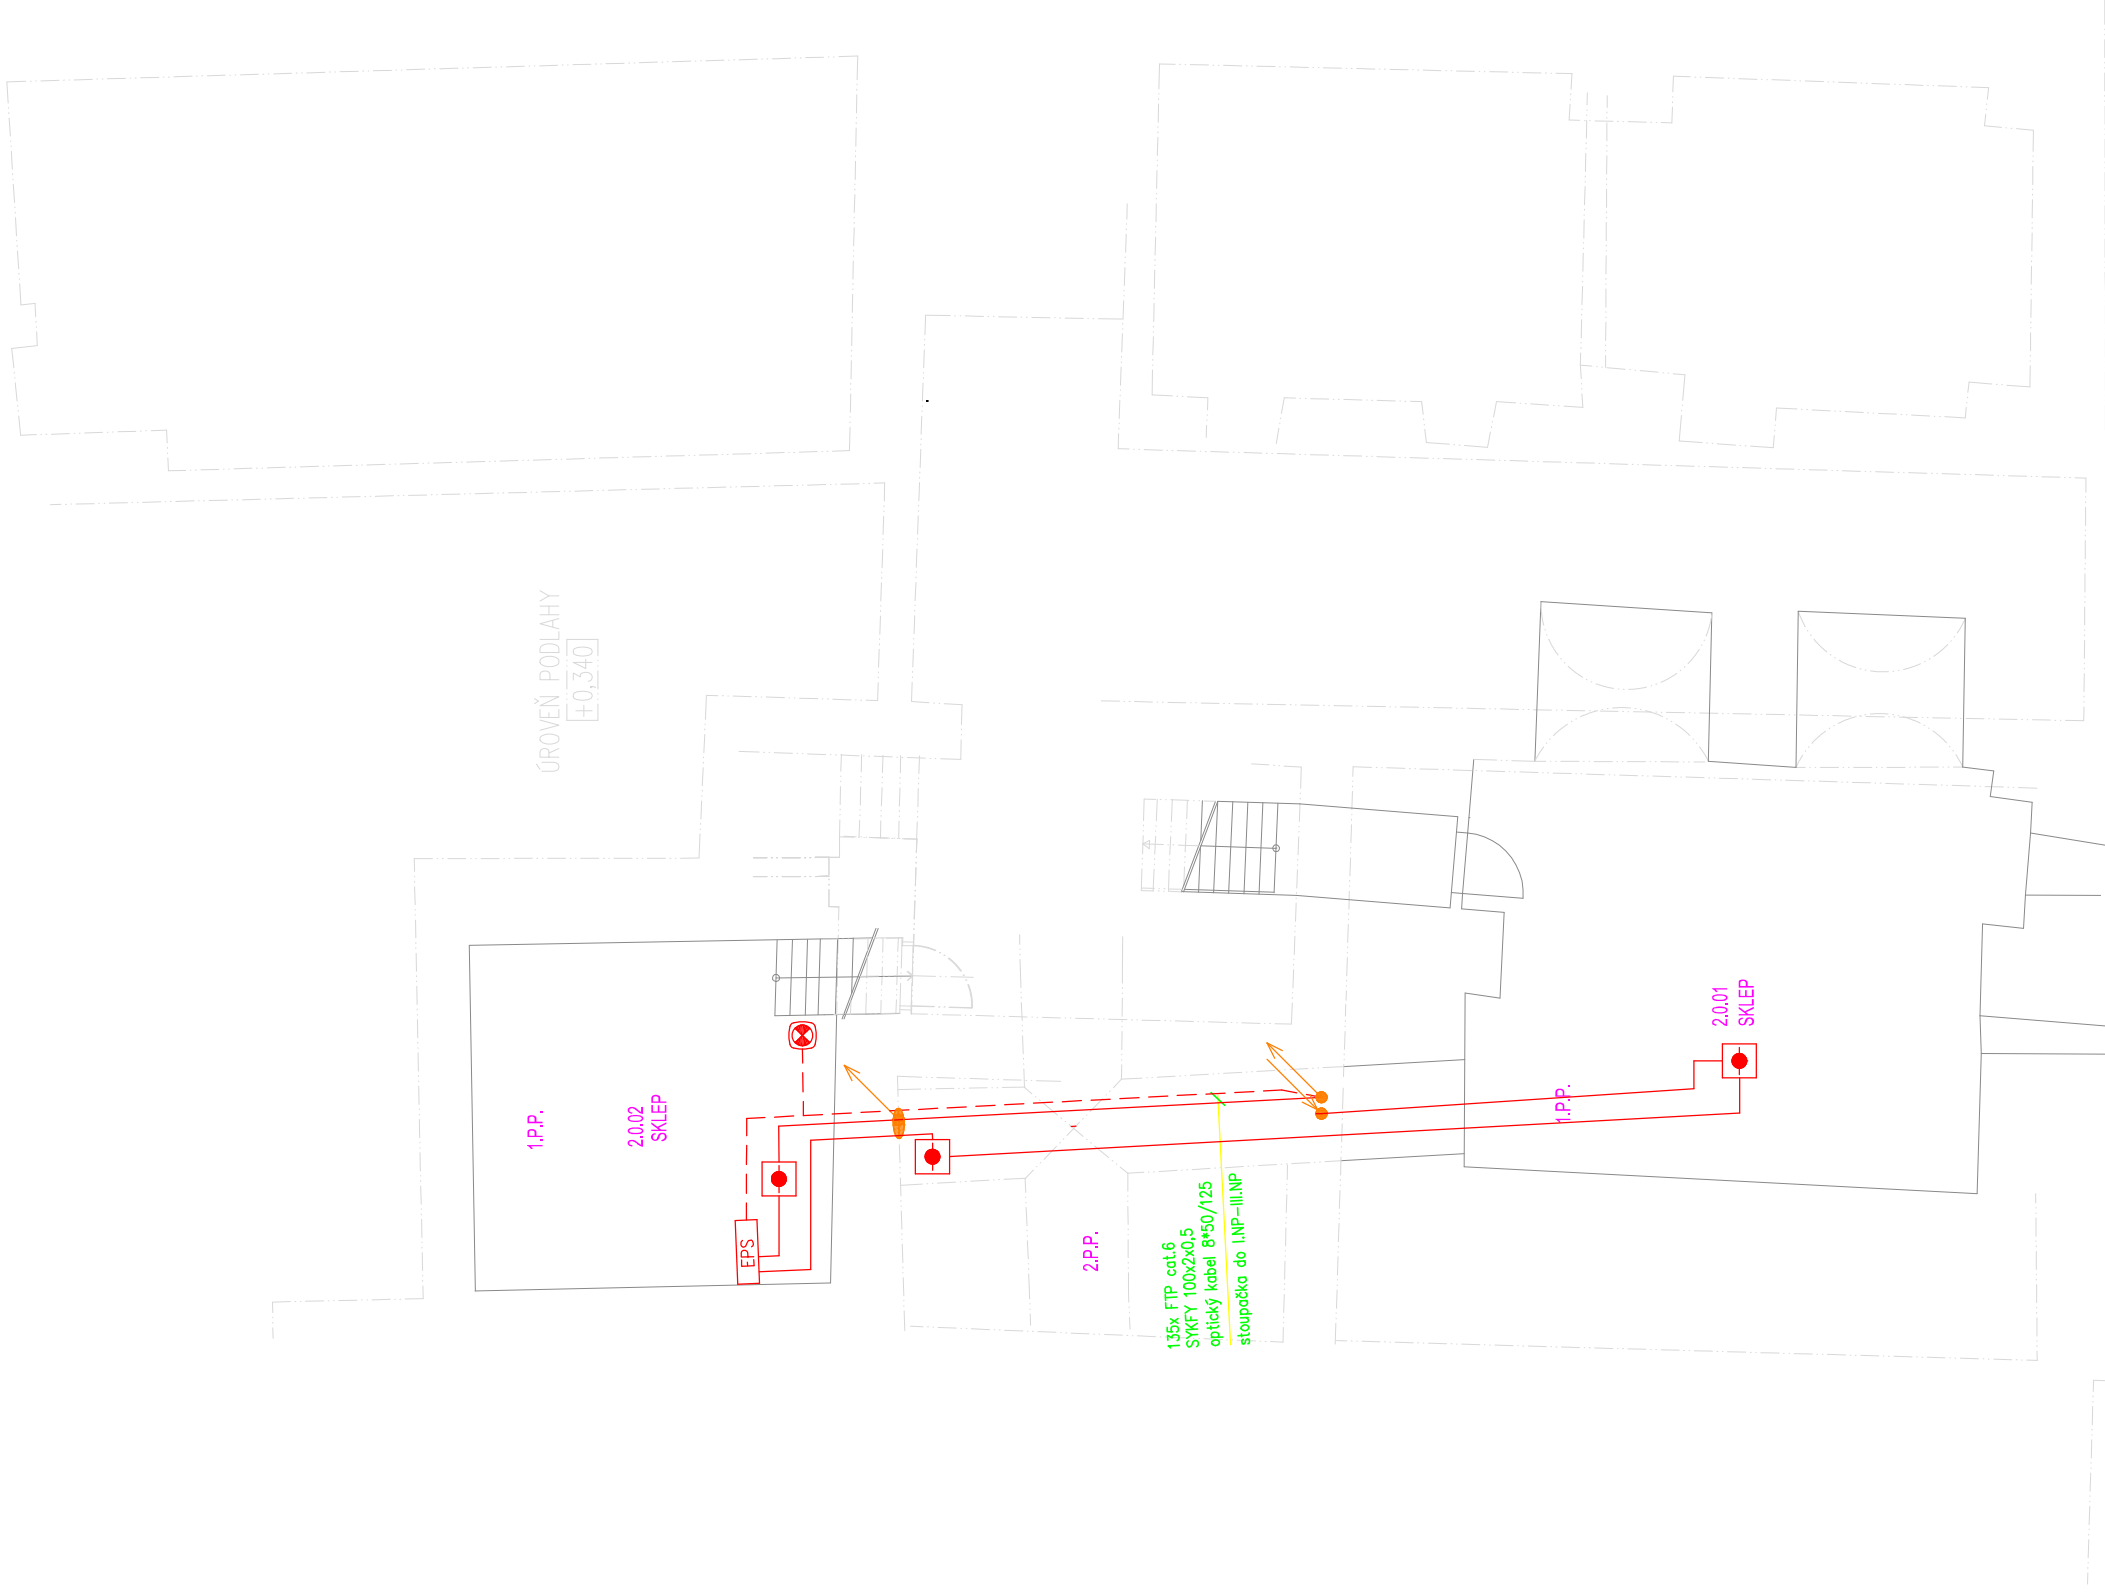 ÚROVEŇ PODLAHY
+0,340
1.P.P.
2.0.02
SKLEP
EPS
2.P.P.
135x FTP cat.6
SYKFY 100x2x0,5
optický kabel 8*50/125
stoupačka do I.NP-III.NP
1.P.P.
2.0.01
SKLEP